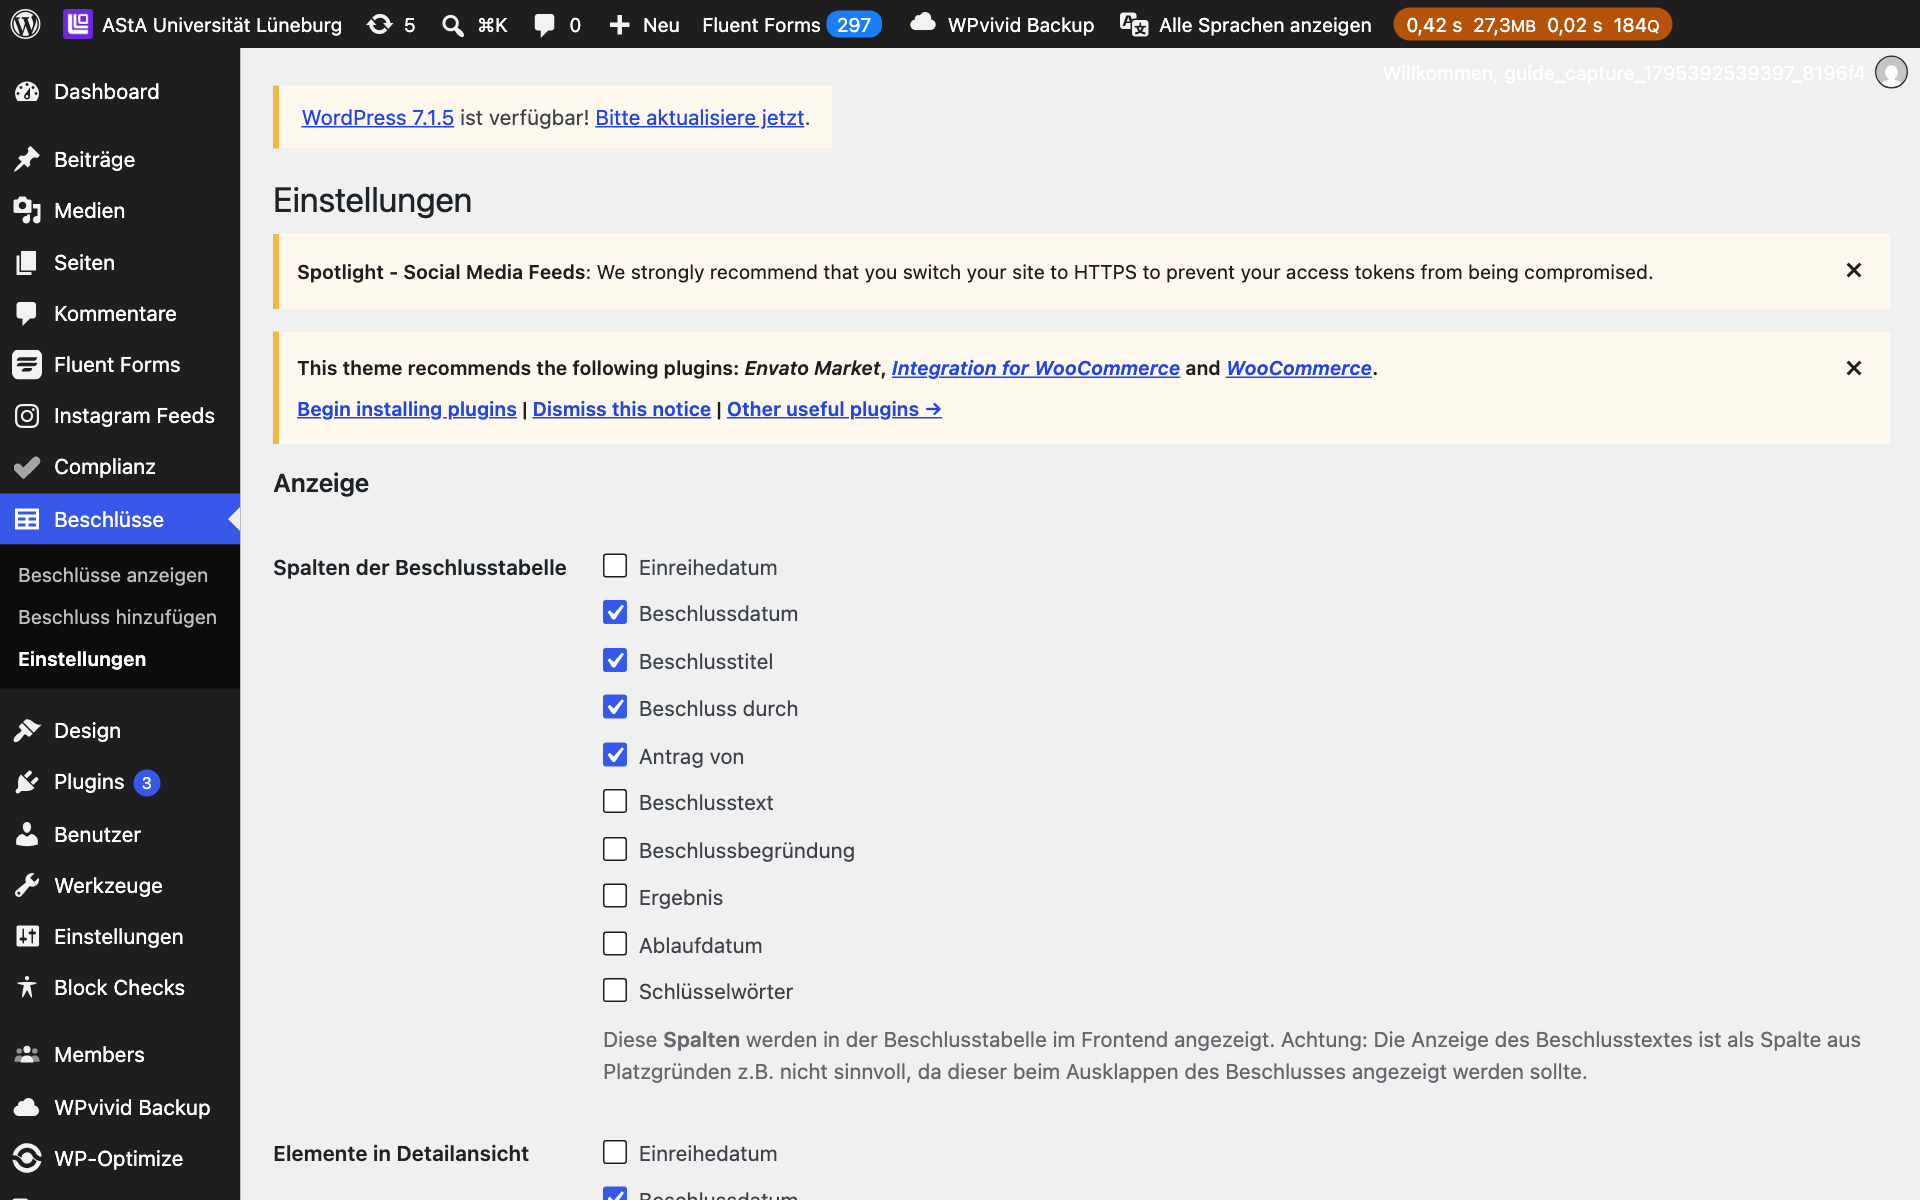 AStA Universität Lüneburg 5 ⌘K 0 Neu Fluent Forms 297 WPvivid Backup Alle Sprachen anzeigen 0,42 s 27,3MB 0,02 s 184Q
Willkommen, guide_capture_1795392539397_8196f4
Dashboard
Beiträge
Medien
Seiten
Kommentare
Fluent Forms
Instagram Feeds
Complianz
Beschlüsse
Beschlüsse anzeigen
Beschluss hinzufügen
Einstellungen
Design
Plugins 3
Benutzer
Werkzeuge
Einstellungen
Block Checks
Members
WPvivid Backup
WP-Optimize
WordPress 7.1.5 ist verfügbar! Bitte aktualisiere jetzt.
Einstellungen
Spotlight - Social Media Feeds: We strongly recommend that you switch your site to HTTPS to prevent your access tokens from being compromised.
This theme recommends the following plugins: Envato Market, Integration for WooCommerce and WooCommerce.
Begin installing plugins | Dismiss this notice | Other useful plugins →
Anzeige
Spalten der Beschlusstabelle
Einreihedatum
Beschlussdatum
Beschlusstitel
Beschluss durch
Antrag von
Beschlusstext
Beschlussbegründung
Ergebnis
Ablaufdatum
Schlüsselwörter
Diese Spalten werden in der Beschlusstabelle im Frontend angezeigt. Achtung: Die Anzeige des Beschlusstextes ist als Spalte aus
Platzgründen z.B. nicht sinnvoll, da dieser beim Ausklappen des Beschlusses angezeigt werden sollte.
Elemente in Detailansicht
Einreihedatum
Beschlussdatum